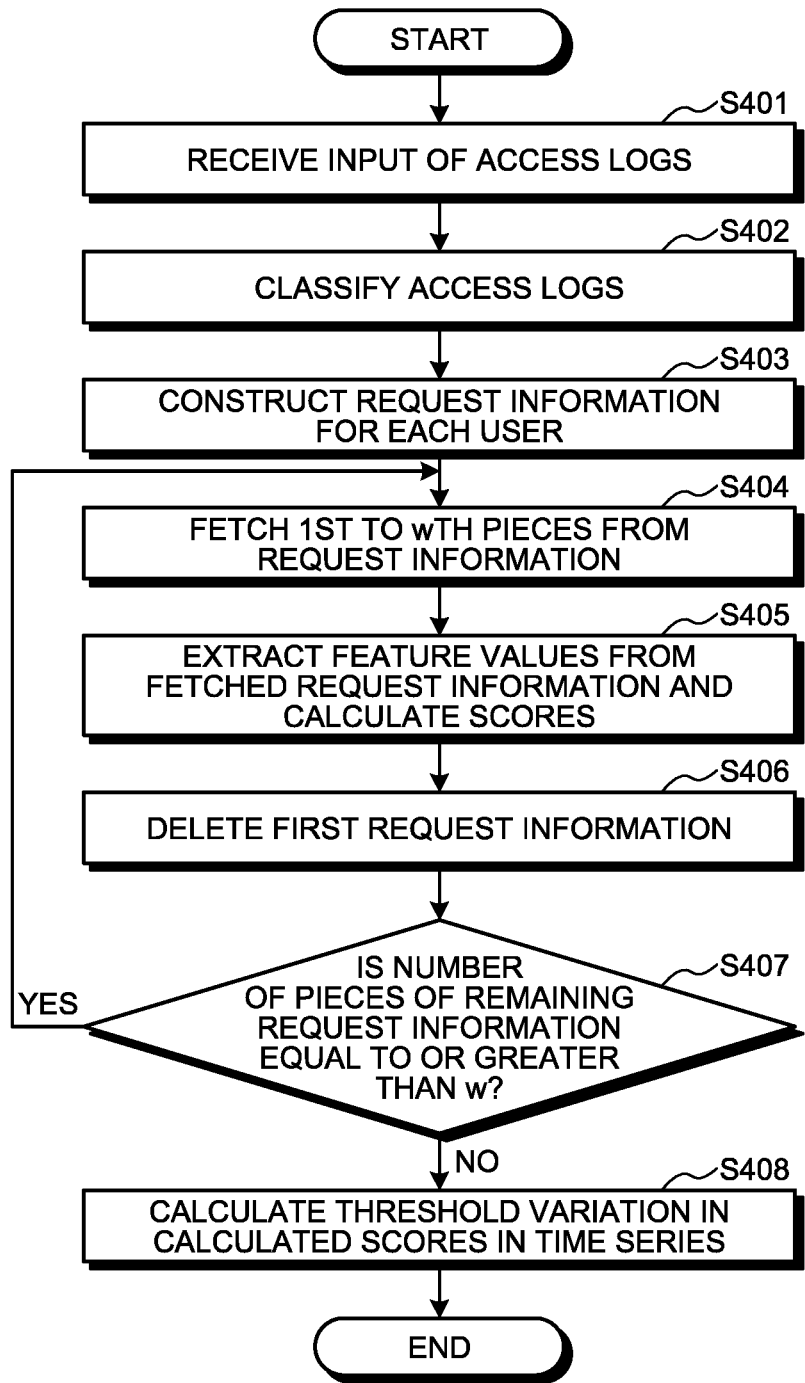 START
S401
RECEIVE INPUT OF ACCESS LOGS
S402
CLASSIFY ACCESS LOGS
S403
CONSTRUCT REQUEST INFORMATION
FOR EACH USER
S404
FETCH 1ST TO wTH PIECES FROM
REQUEST INFORMATION
S405
EXTRACT FEATURE VALUES FROM
FETCHED REQUEST INFORMATION AND
CALCULATE SCORES
S406
DELETE FIRST REQUEST INFORMATION
S407
IS NUMBER
OF PIECES OF REMAINING
REQUEST INFORMATION
EQUAL TO OR GREATER
THAN w?
YES
NO
S408
CALCULATE THRESHOLD VARIATION IN
CALCULATED SCORES IN TIME SERIES
END